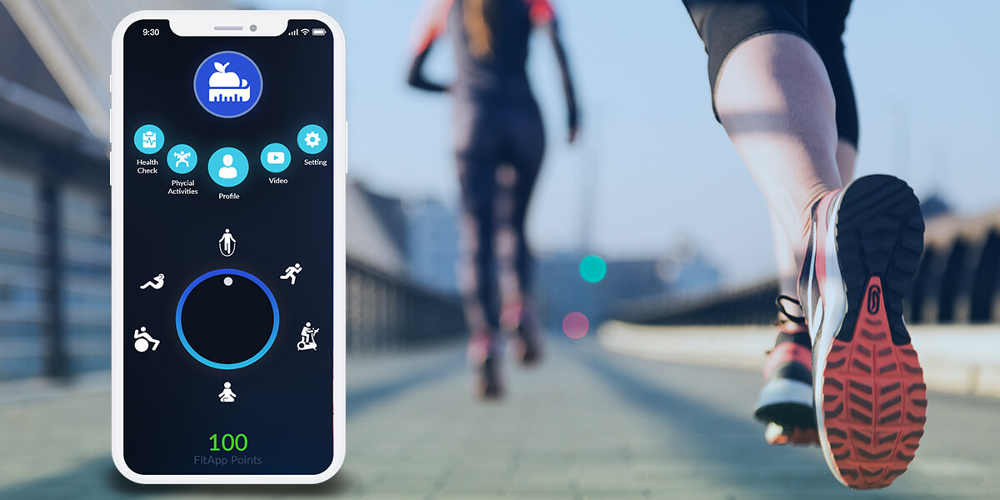 9:30
Health
Check
Phycial
Activities
Profile
Video
Setting
100
FitApp Points